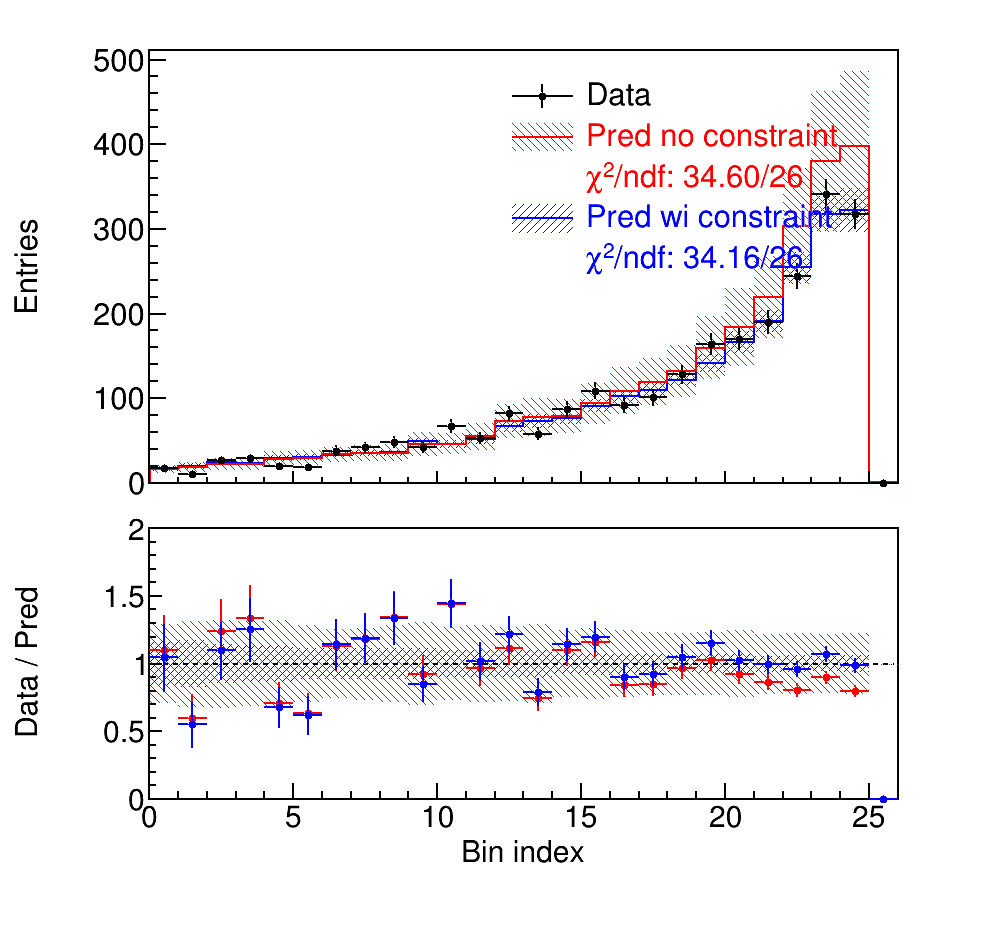 500
400
300
200
100
0
Entries
Data
Pred no constraint
χ²/ndf: 34.60/26
Pred wi constraint
χ²/ndf: 34.16/26
2
1.5
1
0.5
0
Data / Pred
0 5 10 15 20 25
Bin index